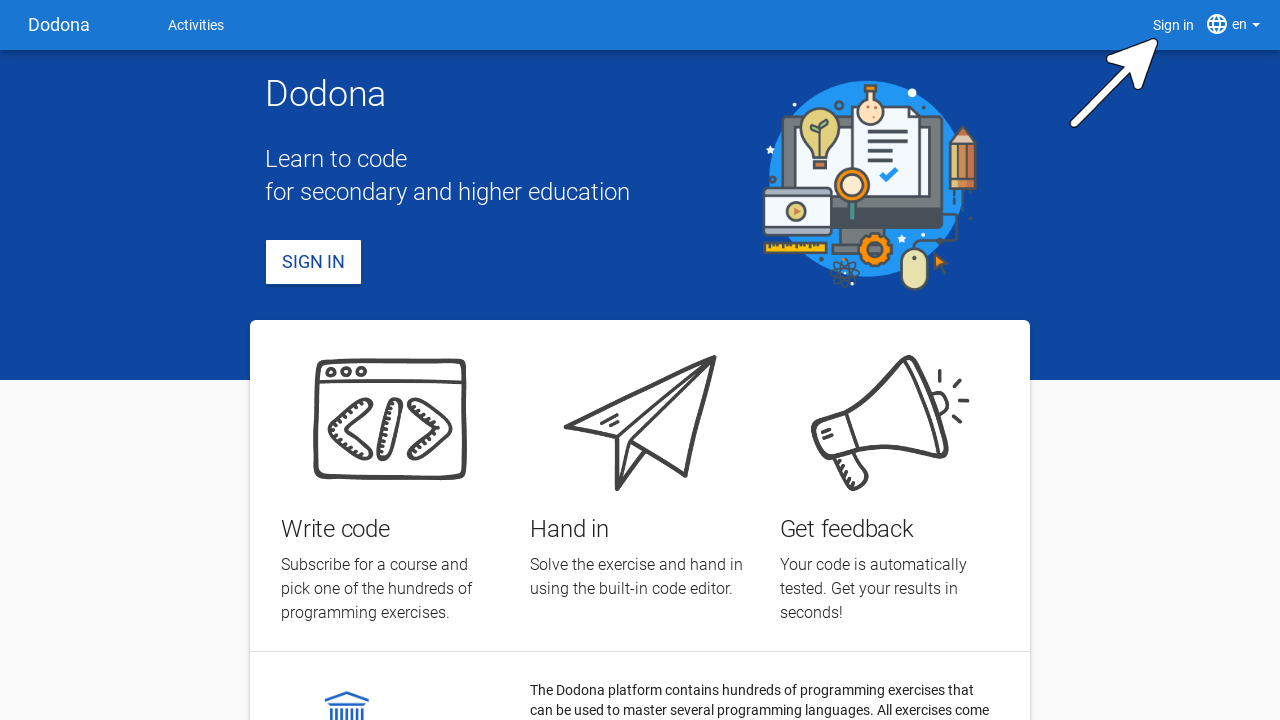 Dodona
Activities
Sign in
en
Dodona
Learn to code
for secondary and higher education
SIGN IN
Write code
Subscribe for a course and
pick one of the hundreds of
programming exercises.
Hand in
Solve the exercise and hand in
using the built-in code editor.
Get feedback
Your code is automatically
tested. Get your results in
seconds!
The Dodona platform contains hundreds of programming exercises that
can be used to master several programming languages. All exercises come